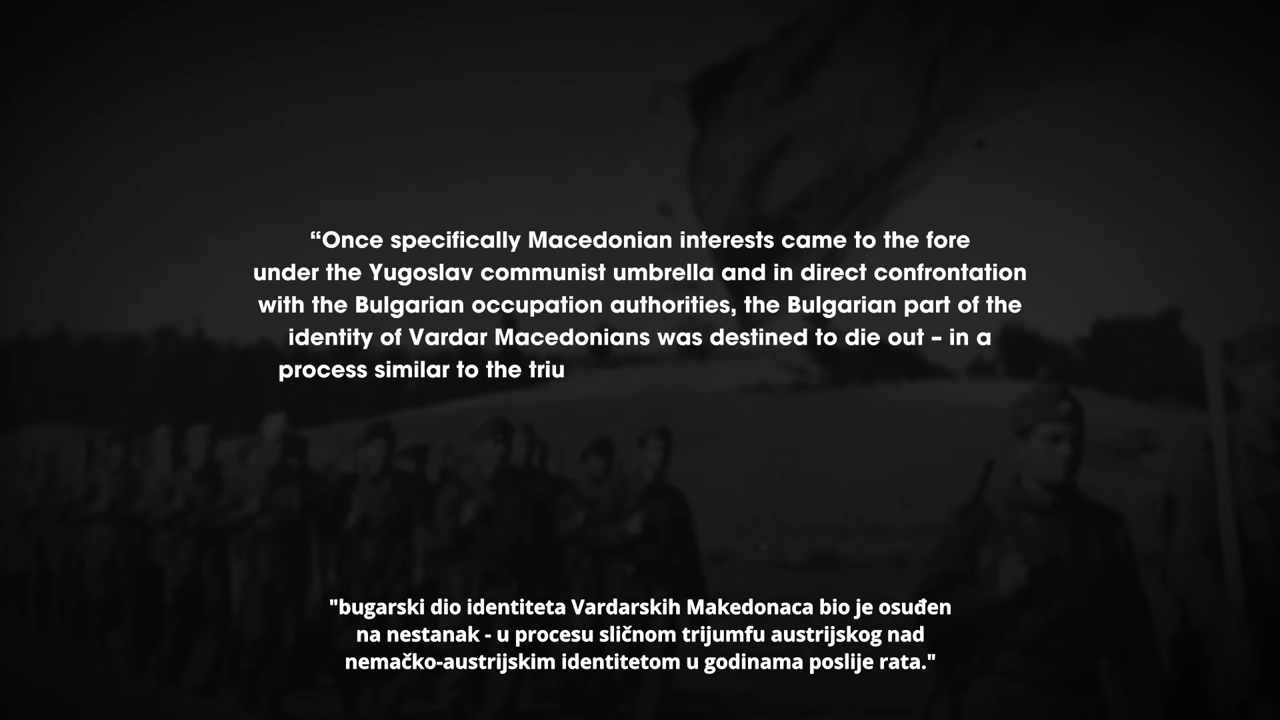 “Once specifically Macedonian interests came to the fore
under the Yugoslav communist umbrella and in direct confrontation
with the Bulgarian occupation authorities, the Bulgarian part of the
identity of Vardar Macedonians was destined to die out – in a
process similar to the triu
"bugarski dio identiteta Vardarskih Makedonaca bio je osuđen
na nestanak - u procesu sličnom trijumfu austrijskog nad
nemačko-austrijskim identitetom u godinama poslije rata."